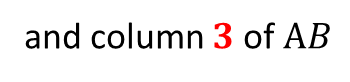 and column 3 of AB